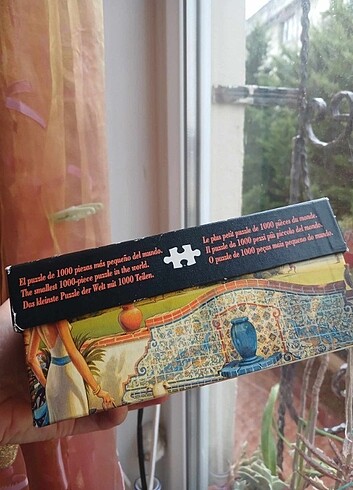 El puzzle de 1000 piezas más pequeño del mundo.
The smallest 1000-piece puzzle in the world.
Das kleinste Puzzle der Welt mit 1000 Teilen.
Le plus petit puzzle de 1000 pièces du monde.
Il puzzle da 1000 pezzi più piccolo del mondo.
O puzzle de 1000 peças mais pequeno do mundo.